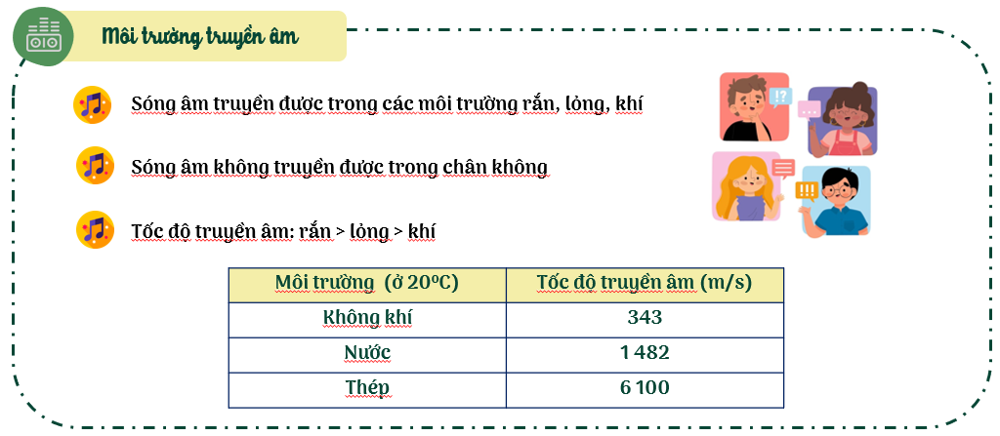 Môi trường truyền âm
Sóng âm truyền được trong các môi trường rắn, lỏng, khí
Sóng âm không truyền được trong chân không
Tốc độ truyền âm: rắn > lỏng > khí
Môi trường (ở 20°C) Tốc độ truyền âm (m/s)
Không khí 343
Nước 1 482
Thép 6 100
!?
...
!!!